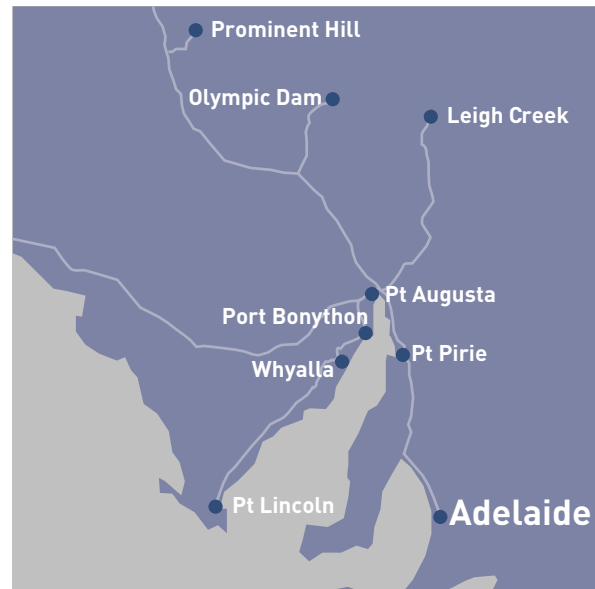 Prominent Hill
Olympic Dam
Leigh Creek
Pt Augusta
Port Bonython
Pt Pirie
Whyalla
Pt Lincoln
Adelaide